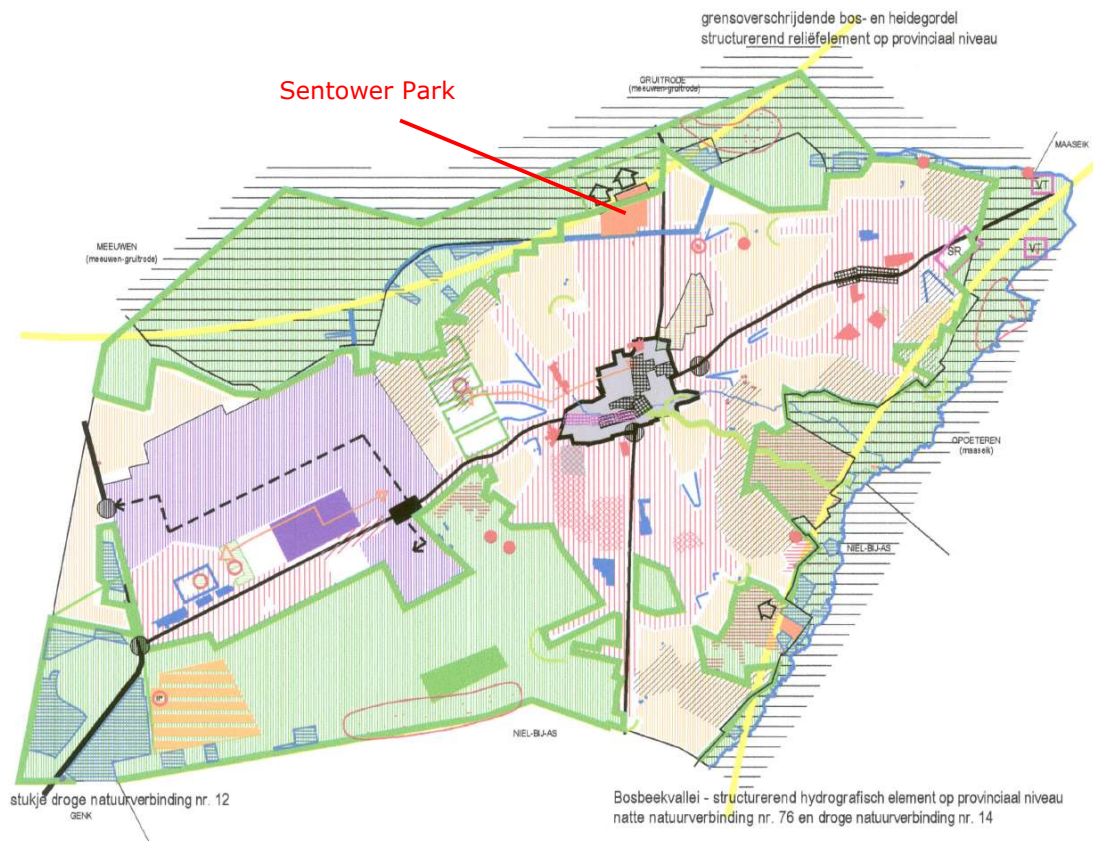 grensoverschrijdende bos- en heidegordel
structurerend reliëfelement op provinciaal niveau
Sentower Park
GRUITRODE
(meeuwen-gruitrode)
MAASEIK
VT
MEEUWEN
(meeuwen-gruitrode)
SR
VT
OPOETEREN
(maaseik)
NIEL-BIJ-AS
NIEL-BIJ-AS
stukje droge natuurverbinding nr. 12
GENK
Bosbeekvallei - structurerend hydrografisch element op provinciaal niveau
natte natuurverbinding nr. 76 en droge natuurverbinding nr. 14